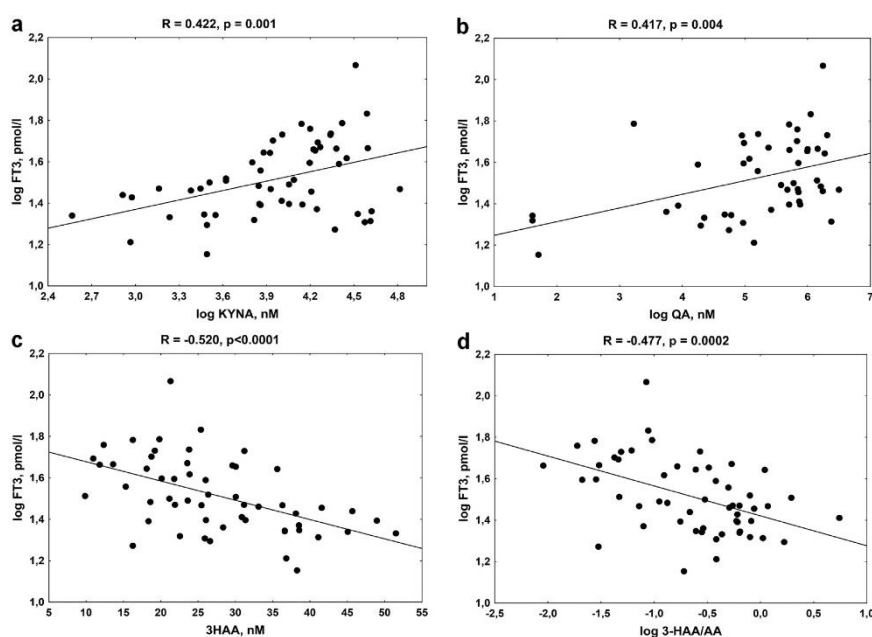 a
R = 0.422, p = 0.001
log FT3, pmol/l
2,2
2,0
1,8
1,6
1,4
1,2
1,0
2,4 2,7 3,0 3,3 3,6 3,9 4,2 4,5 4,8
log KYNA, nM
b
R = 0.417, p = 0.004
log FT3, pmol/l
2,2
2,0
1,8
1,6
1,4
1,2
1,0
1 2 3 4 5 6 7
log QA, nM
c
R = -0.520, p<0.0001
log FT3, pmol/l
2,2
2,0
1,8
1,6
1,4
1,2
1,0
5 10 15 20 25 30 35 40 45 50 55
3HAA, nM
d
R = -0.477, p = 0.0002
log FT3, pmol/l
2,2
2,0
1,8
1,6
1,4
1,2
1,0
-2,5 -2,0 -1,5 -1,0 -0,5 0,0 0,5 1,0
log 3-HAA/AA